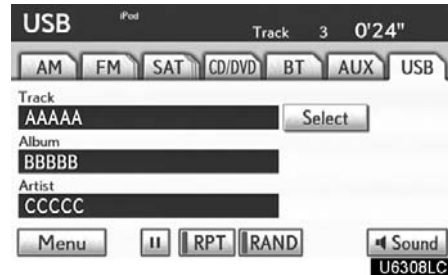 USB iPod Track 3 0'24"
AM FM SAT CD/DVD BT AUX USB
Track
AAAAA Select
Album
BBBBB
Artist
CCCCC
Menu II RPT RAND Sound
U6308LC